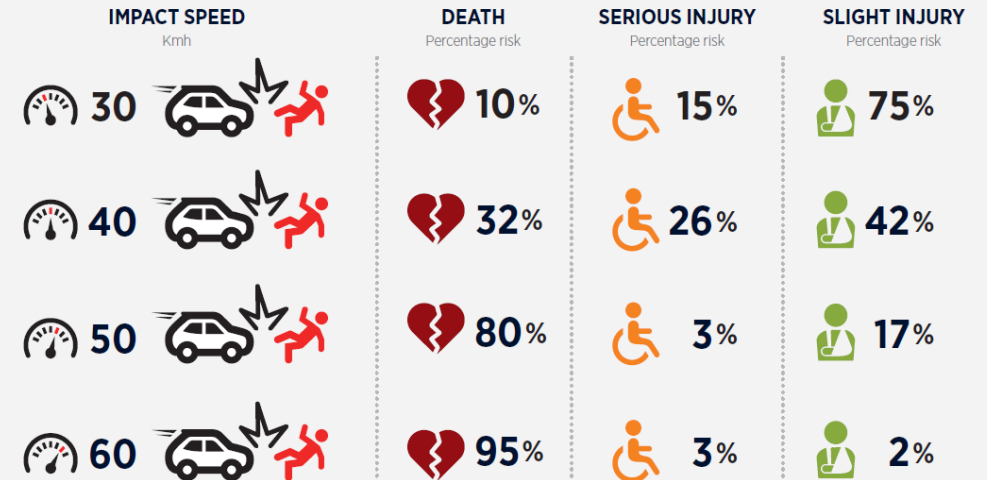 IMPACT SPEED DEATH SERIOUS INJURY SLIGHT INJURY
Kmh Percentage risk Percentage risk Percentage risk
30 10% 15% 75%
40 32% 26% 42%
50 80% 3% 17%
60 95% 3% 2%